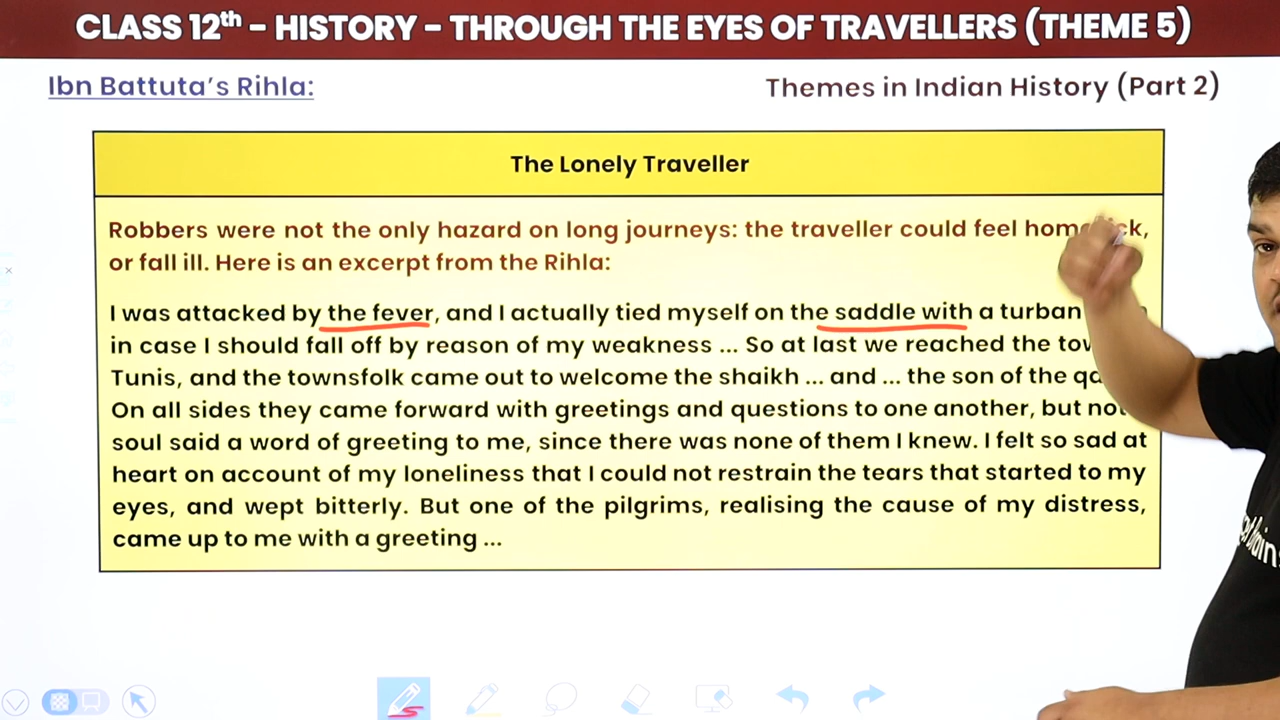 CLASS 12th – HISTORY – THROUGH THE EYES OF TRAVELLERS (THEME 5)
Ibn Battuta's Rihla:
Themes in Indian History (Part 2)
The Lonely Traveller
Robbers were not the only hazard on long journeys: the traveller could feel
or fall ill. Here is an excerpt from the Rihla:
I was attacked by the fever, and I actually tied myself on the saddle with a turban
in case I should fall off by reason of my weakness ... So at last we reached the
Tunis, and the townsfolk came out to welcome the shaikh ... and ... the son of the
On all sides they came forward with greetings and questions to one another, but not
soul said a word of greeting to me, since there was none of them I knew. I felt so sad at
heart on account of my loneliness that I could not restrain the tears that started to my
eyes, and wept bitterly. But one of the pilgrims, realising the cause of my distress,
came up to me with a greeting ...